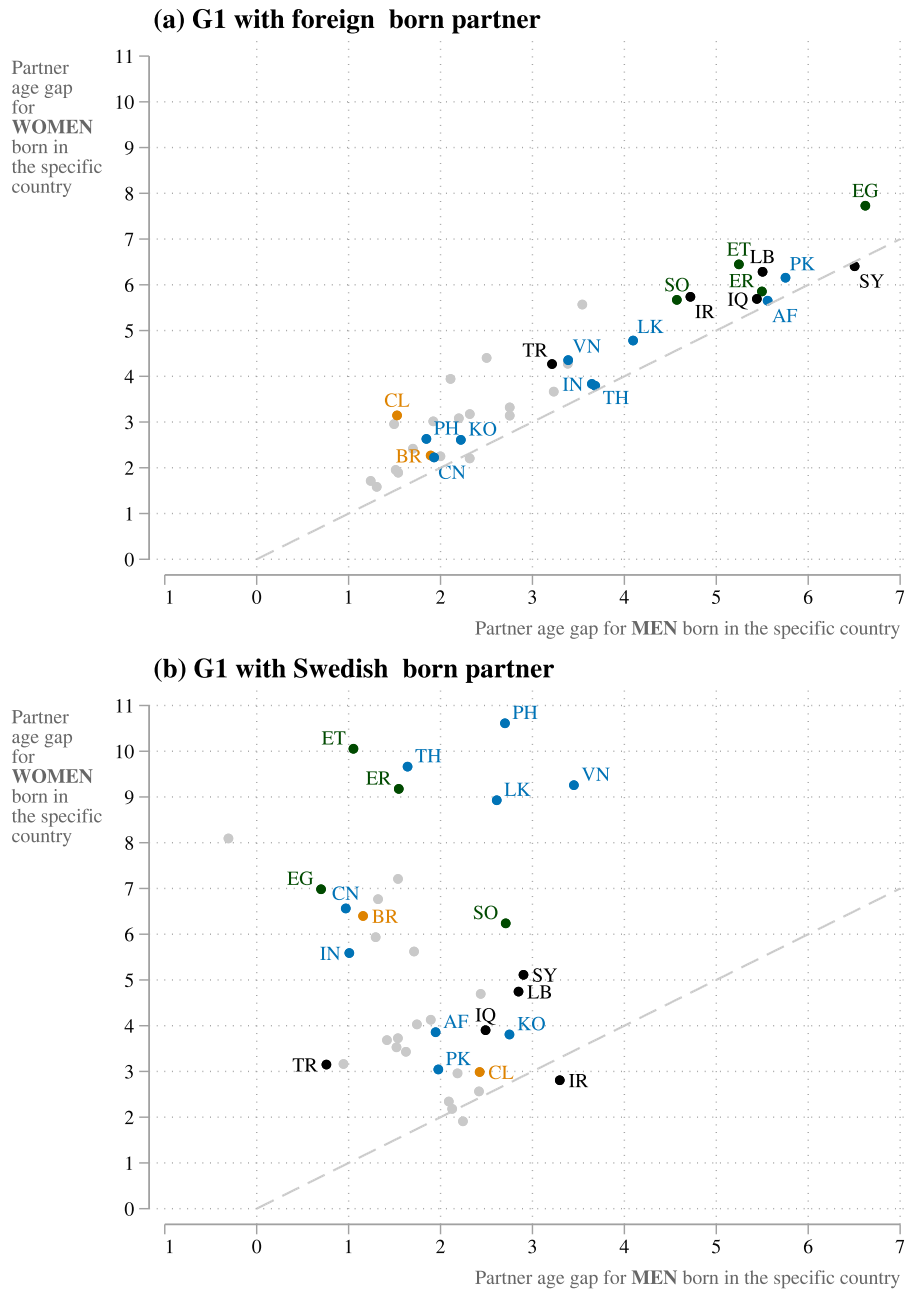 (a) G1 with foreign  born partner
Partner
age gap
for
WOMEN
born in
the specific
country
11
10
9
8
7
6
5
4
3
2
1
0
EG
ET
LB
PK
SY
ER
SO
IQ
IR
AF
LK
TR
VN
IN
TH
CL
PH
KO
BR
CN
1
0
1
2
3
4
5
6
7
Partner age gap for MEN born in the specific country
(b) G1 with Swedish  born partner
Partner
age gap
for
WOMEN
born in
the specific
country
11
10
9
8
7
6
5
4
3
2
1
0
PH
ET
TH
ER
VN
LK
EG
CN
BR
SO
IN
SY
LB
IQ
AF
KO
TR
PK
CL
IR
1
0
1
2
3
4
5
6
7
Partner age gap for MEN born in the specific country